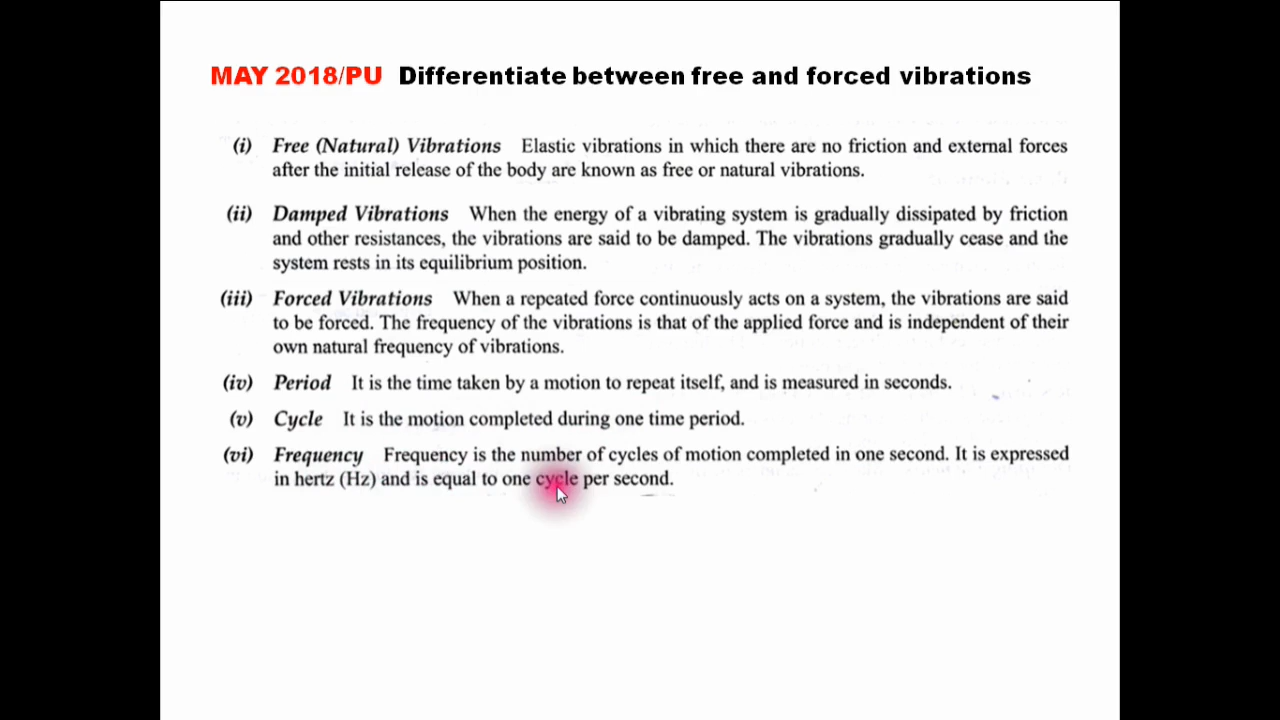 MAY 2018/PU Differentiate between free and forced vibrations
(i) Free (Natural) Vibrations Elastic vibrations in which there are no friction and external forces
after the initial release of the body are known as free or natural vibrations.
(ii) Damped Vibrations When the energy of a vibrating system is gradually dissipated by friction
and other resistances, the vibrations are said to be damped. The vibrations gradually cease and the
system rests in its equilibrium position.
(iii) Forced Vibrations When a repeated force continuously acts on a system, the vibrations are said
to be forced. The frequency of the vibrations is that of the applied force and is independent of their
own natural frequency of vibrations.
(iv) Period It is the time taken by a motion to repeat itself, and is measured in seconds.
(v) Cycle It is the motion completed during one time period.
(vi) Frequency Frequency is the number of cycles of motion completed in one second. It is expressed
in hertz (Hz) and is equal to one cycle per second.